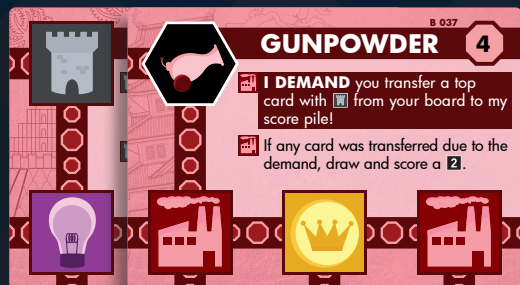 B 037
GUNPOWDER 4
I DEMAND you transfer a top
card with from your board to my
score pile!
If any card was transferred due to the
demand, draw and score a 2.